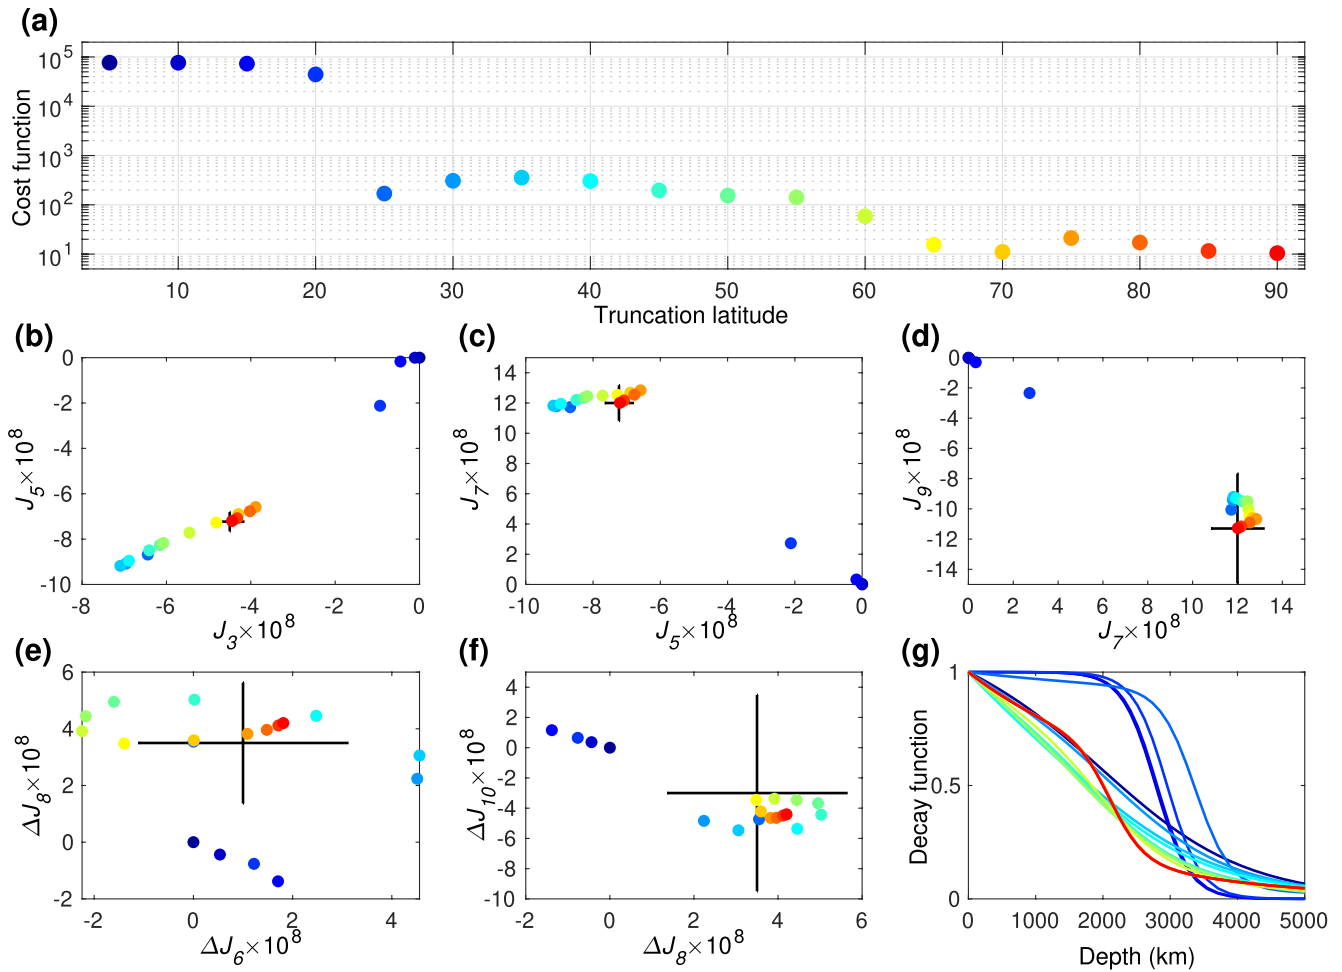 (a)
Cost function
10^5
10^4
10^3
10^2
10^1
10 20 30 40 50 60 70 80 90
Truncation latitude
(b)
J_5×10^8
0
-2
-4
-6
-8
-10
-8 -6 -4 -2 0
J_3×10^8
(c)
J_7×10^8
14
12
10
8
6
4
2
0
-10 -8 -6 -4 -2 0
J_5×10^8
(d)
J_9×10^8
0
-2
-4
-6
-8
-10
-12
-14
0 2 4 6 8 10 12 14
J_7×10^8
(e)
ΔJ_8×10^8
6
4
2
0
-2
-2 0 2 4
ΔJ_6×10^8
(f)
ΔJ_10×10^8
4
2
0
-2
-4
-6
-8
-10
-2 0 2 4 6
ΔJ_8×10^8
(g)
Decay function
1
0.5
0
0 1000 2000 3000 4000 5000
Depth (km)